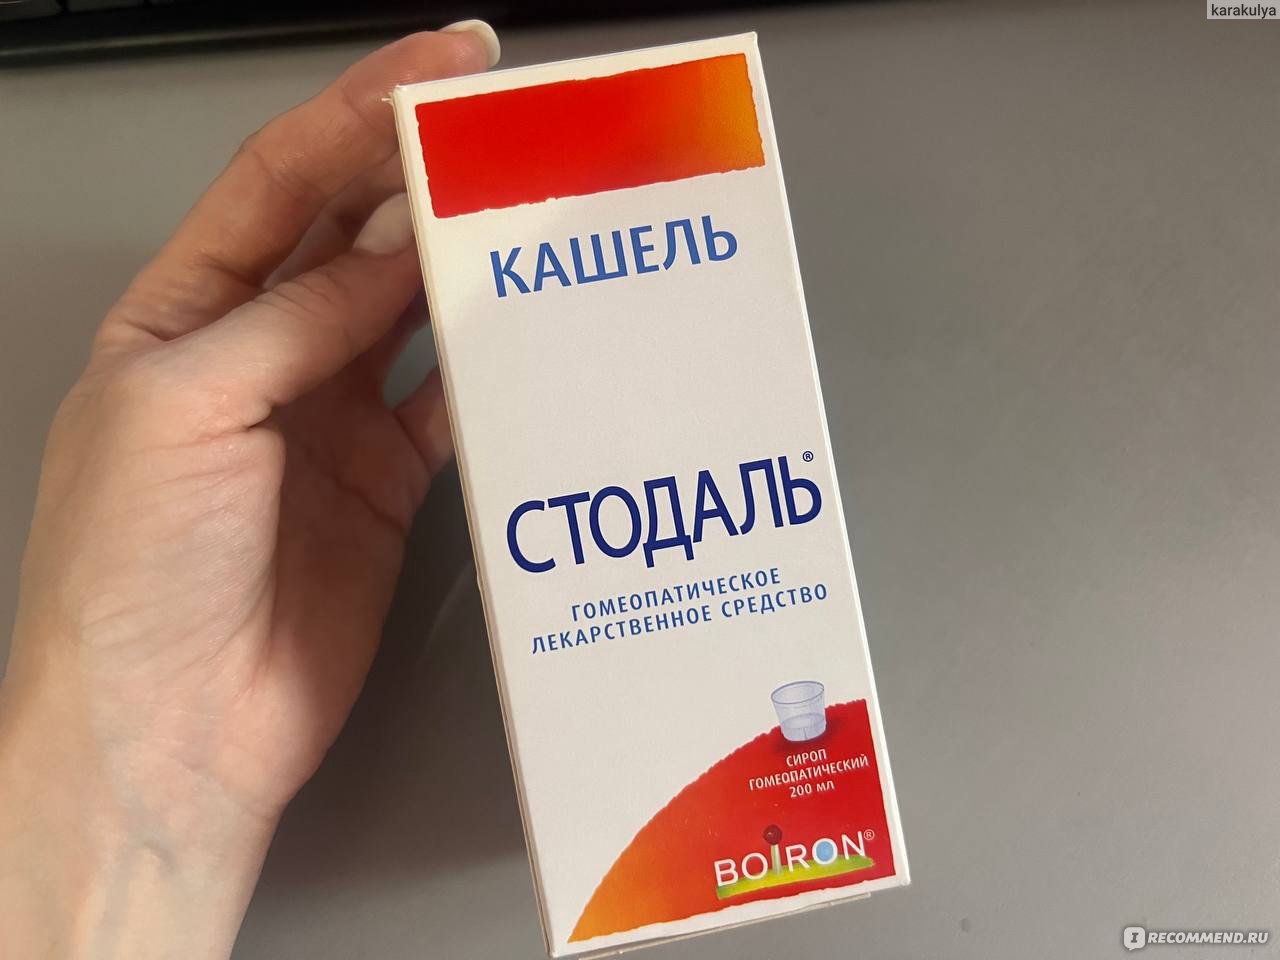 karakulya
КАШЕЛЬ
СТОДАЛЬ®
ГОМЕОПАТИЧЕСКОЕ
ЛЕКАРСТВЕННОЕ СРЕДСТВО
СИРОП
ГОМЕОПАТИЧЕСКИЙ
200 мл
BOIRON®
I RECOMMEND.RU